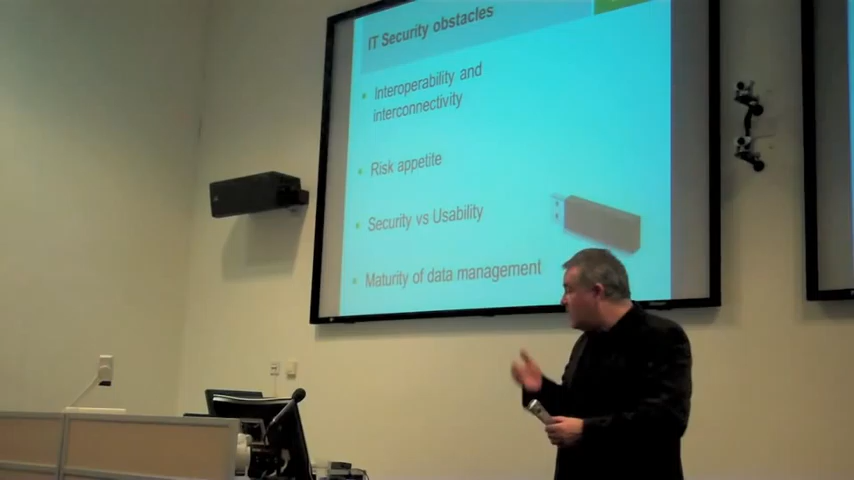 IT Security obstacles
Interoperability and
interconnectivity
Risk appetite
Security vs Usability
Maturity of data management